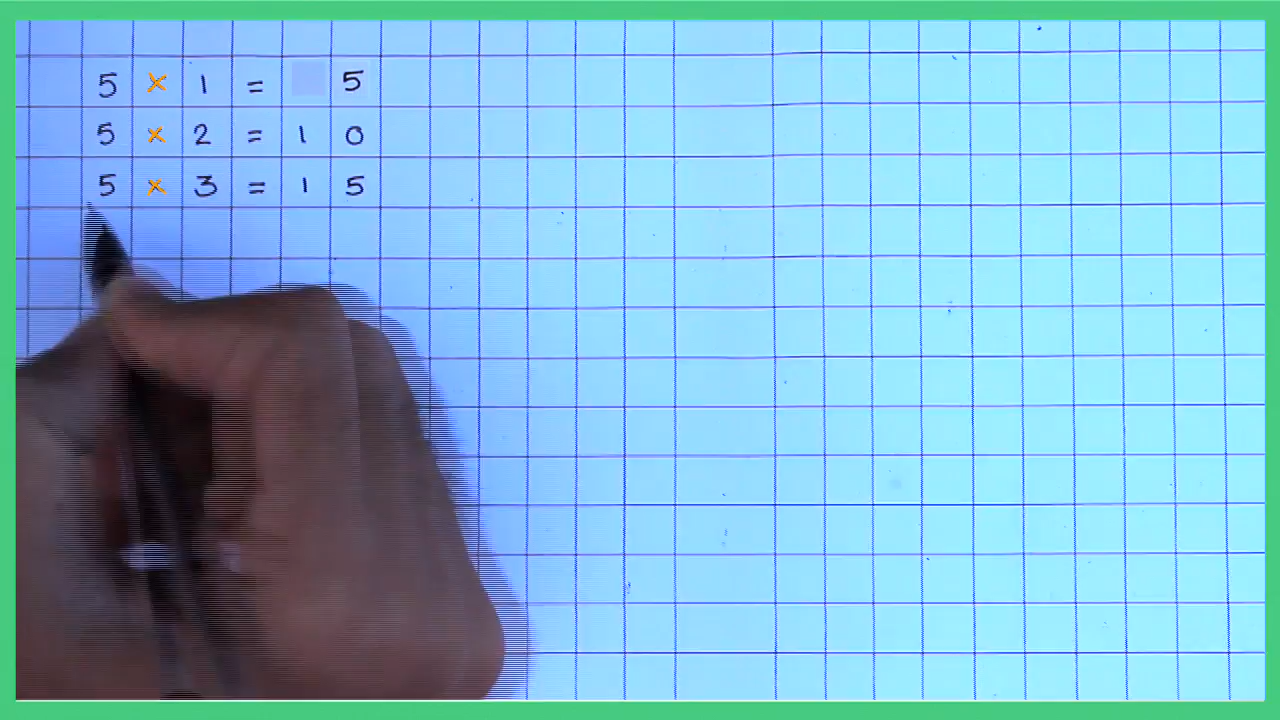 5 × 1 = 5
5 × 2 = 10
5 × 3 = 15